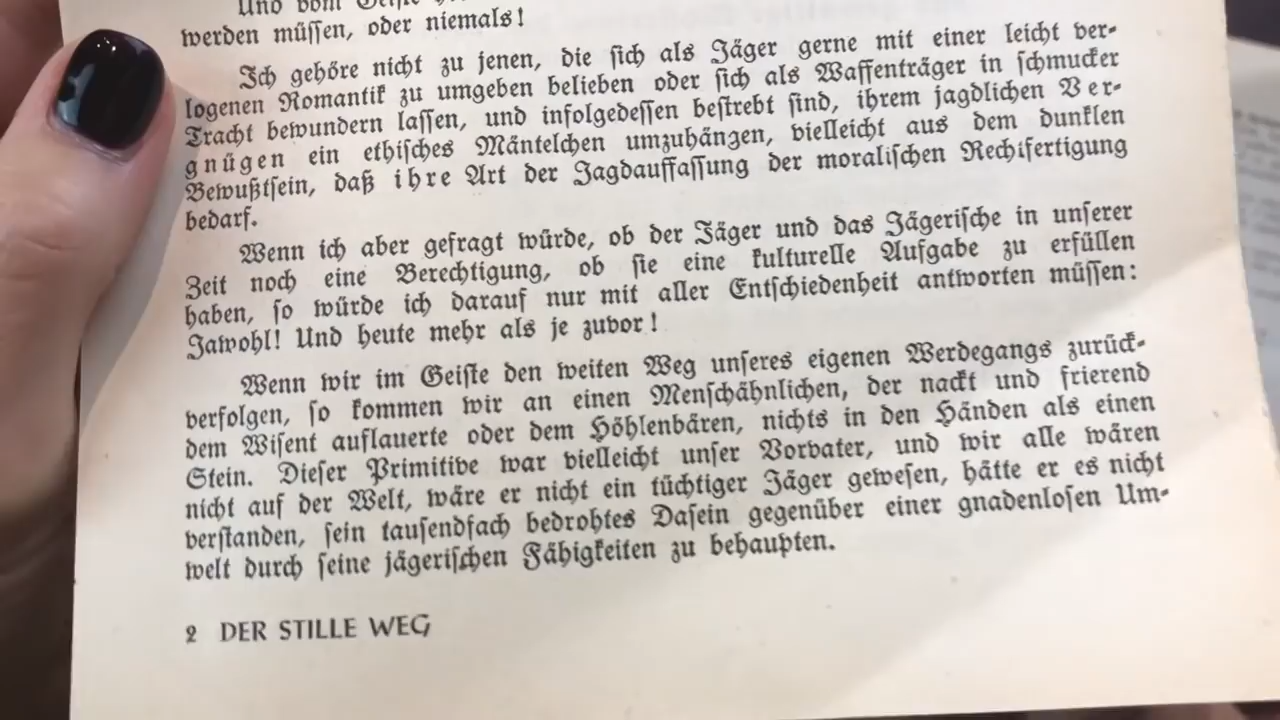 Und vom Geiste
werden müssen, oder niemals!
Ich gehöre nicht zu jenen, die sich als Jäger gerne mit einer leicht ver-
logenen Romantik zu umgeben belieben oder sich als Waffenträger in schmucker
Tracht bewundern lassen, und infolgedessen bestrebt sind, ihrem jagdlichen Ver-
gnügen ein ethisches Mäntelchen umzuhängen, vielleicht aus dem dunklen
Bewußtsein, daß ihre Art der Jagdauffassung der moralischen Rechtfertigung
bedarf.
Wenn ich aber gefragt würde, ob der Jäger und das Jägerische in unserer
Zeit noch eine Berechtigung, ob sie eine kulturelle Aufgabe zu erfüllen
haben, so würde ich darauf nur mit aller Entschiedenheit antworten müssen:
Jawohl! Und heute mehr als je zuvor!
Wenn wir im Geiste den weiten Weg unseres eigenen Werdegangs zurück-
verfolgen, so kommen wir an einen Menschähnlichen, der nackt und frierend
dem Wisent auflauerte oder dem Höhlenbären, nichts in den Händen als einen
Stein. Dieser Primitive war vielleicht unser Vorvater, und wir alle wären
nicht auf der Welt, wäre er nicht ein tüchtiger Jäger gewesen, hätte er es nicht
verstanden, sein tausendfach bedrohtes Dasein gegenüber einer gnadenlosen Um-
welt durch seine jägerischen Fähigkeiten zu behaupten.
2 DER STILLE WEG